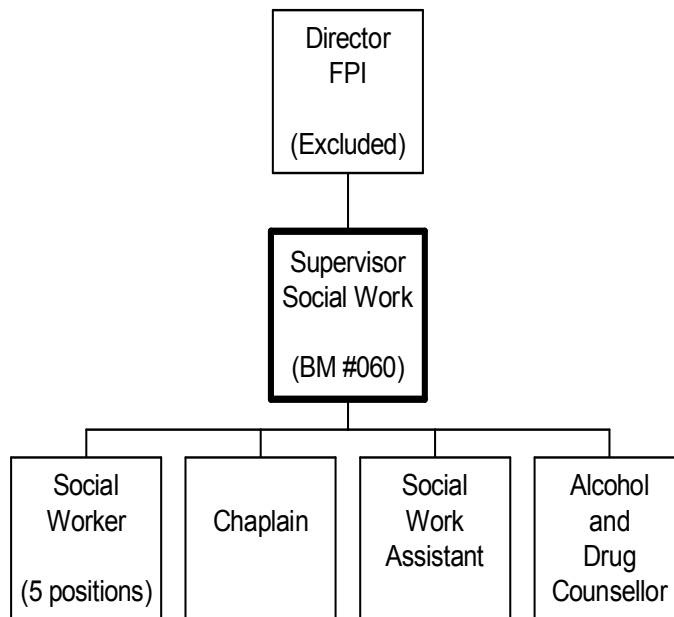 Director
FPI
(Excluded)
Supervisor
Social Work
(BM #060)
Social
Worker
(5 positions)
Chaplain
Social
Work
Assistant
Alcohol
and
Drug
Counsellor